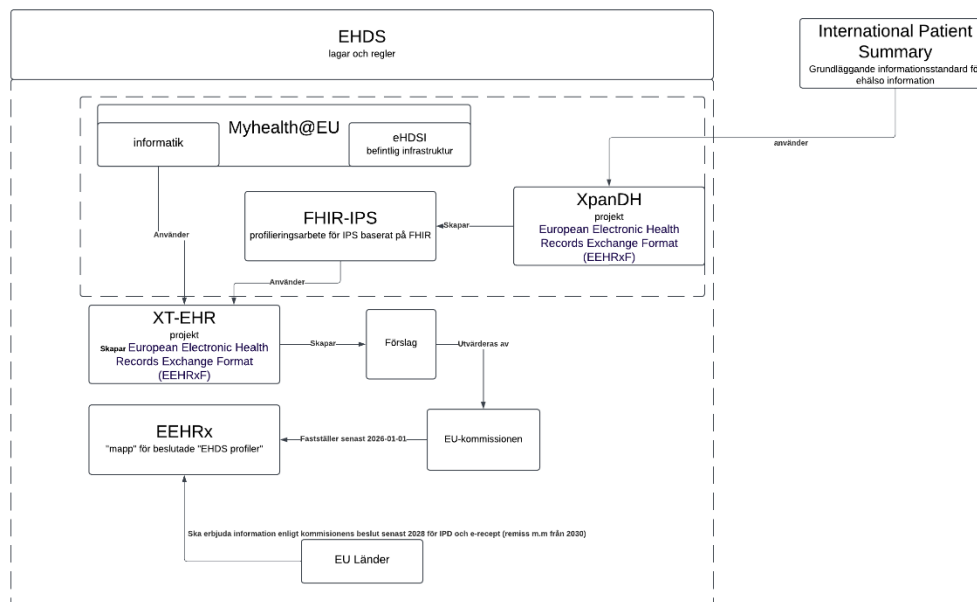 EHDS
lagar och regler
International Patient
Summary
Grundläggande informationsstandard fö
ehälso information
Myhealth@EU
informatik
eHDSI
befintlig infrastruktur
använder
XpanDH
projekt
European Electronic Health
Records Exchange Format
(EEHRxF)
Skapar
FHIR-IPS
profilieringsarbete för IPS baserat på FHIR
Använder
Använder
XT-EHR
projekt
Skapar European Electronic Health
Records Exchange Format
(EEHRxF)
Skapar
Förslag
Utvärderas av
EU-kommissionen
Fastställer senast 2026-01-01
EEHRx
"mapp" för beslutade "EHDS profiler"
Ska erbjuda information enligt kommisionens beslut senast 2028 för IPD och e-recept (remiss m.m från 2030)
EU Länder